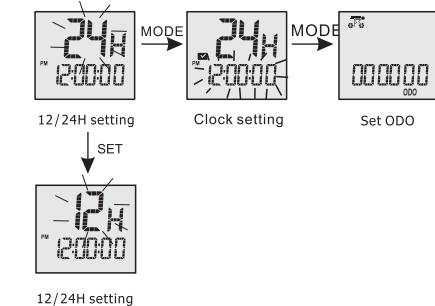 24H
PM
12:00:00
12/24H setting
MODE
24H
PM
12:00:00
Clock setting
MODE
000000
ODO
Set ODO
SET
12H
PM
12:00:00
12/24H setting